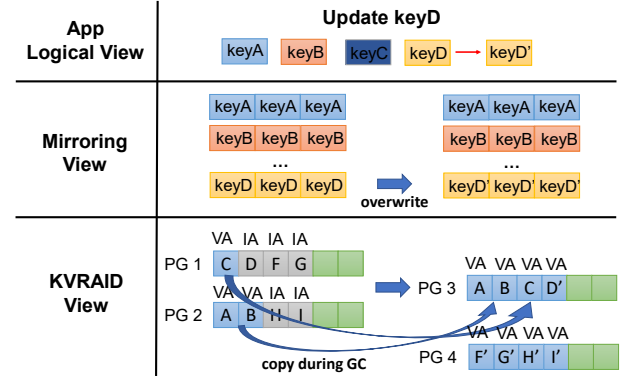 App
Logical View
Update keyD
keyA keyB keyC keyD keyD'
Mirroring
View
keyA keyA keyA
keyB keyB keyB
...
keyD keyD keyD
overwrite
keyA keyA keyA
keyB keyB keyB
...
keyD' keyD' keyD'
KVRAID
View
VA IA IA IA
PG 1 C D F G
VA VA IA IA
PG 2 A B H I
copy during GC
VA VA VA VA
PG 3 A B C D'
VA VA VA VA
PG 4 F' G' H' I'